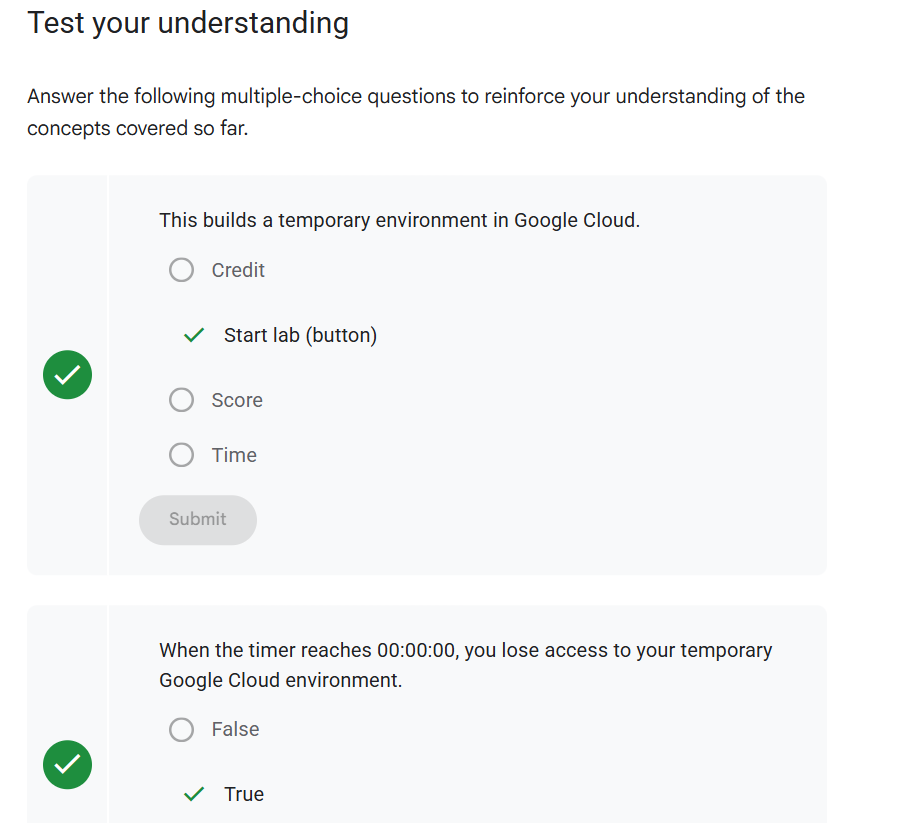 Test your understanding
Answer the following multiple-choice questions to reinforce your understanding of the
concepts covered so far.
This builds a temporary environment in Google Cloud.
Credit
Start lab (button)
Score
Time
Submit
When the timer reaches 00:00:00, you lose access to your temporary
Google Cloud environment.
False
True